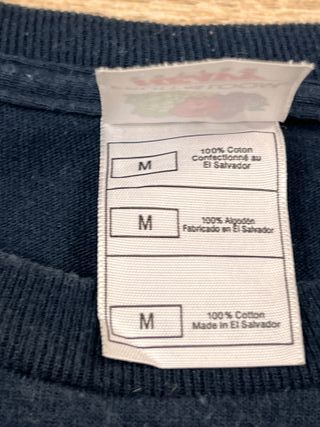 M
100% Coton
Confectionné au
El Salvador
M
100% Algodón
Fabricado en El Salvador
M
100% Cotton
Made in El Salvador